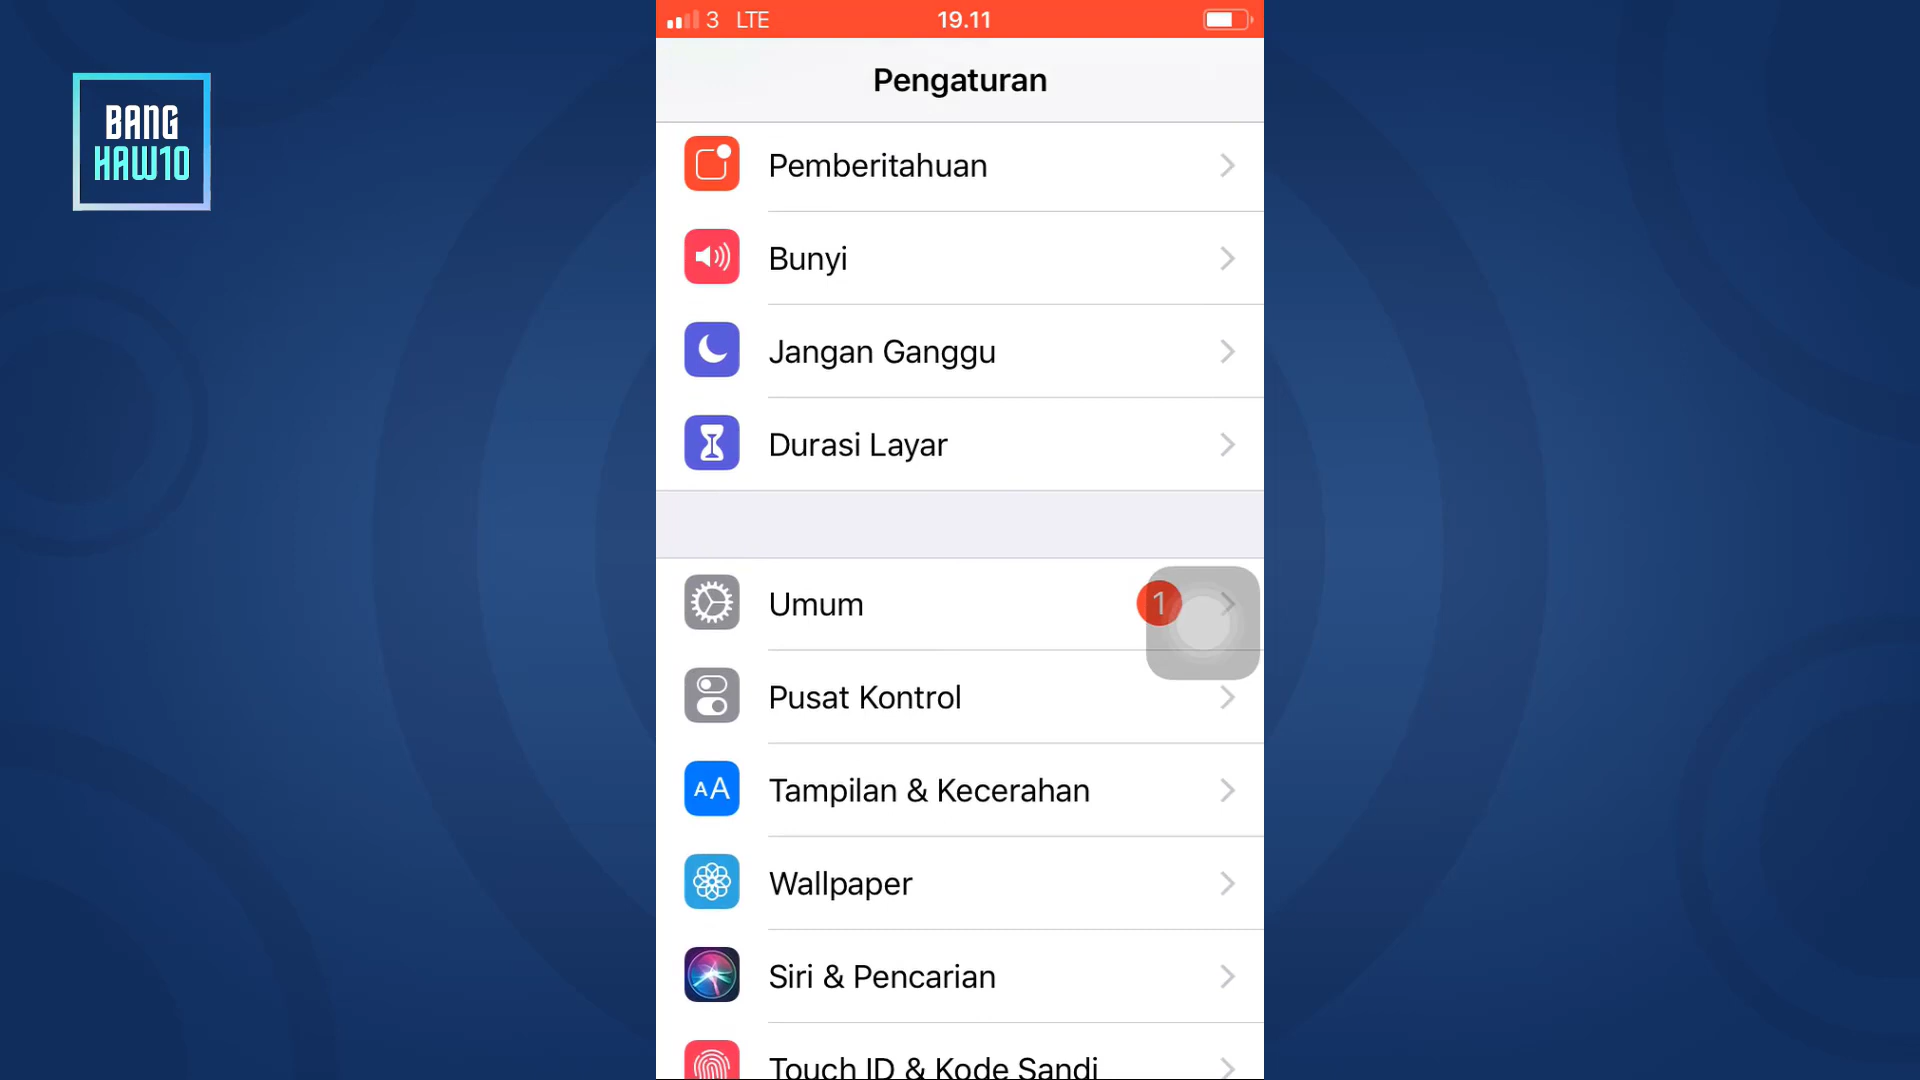 3 LTE 19.11
BANG
HAW10
Pengaturan
Pemberitahuan
Bunyi
Jangan Ganggu
Durasi Layar
Umum 1
Pusat Kontrol
AA Tampilan & Kecerahan
Wallpaper
Siri & Pencarian
Touch ID & Kode Sandi